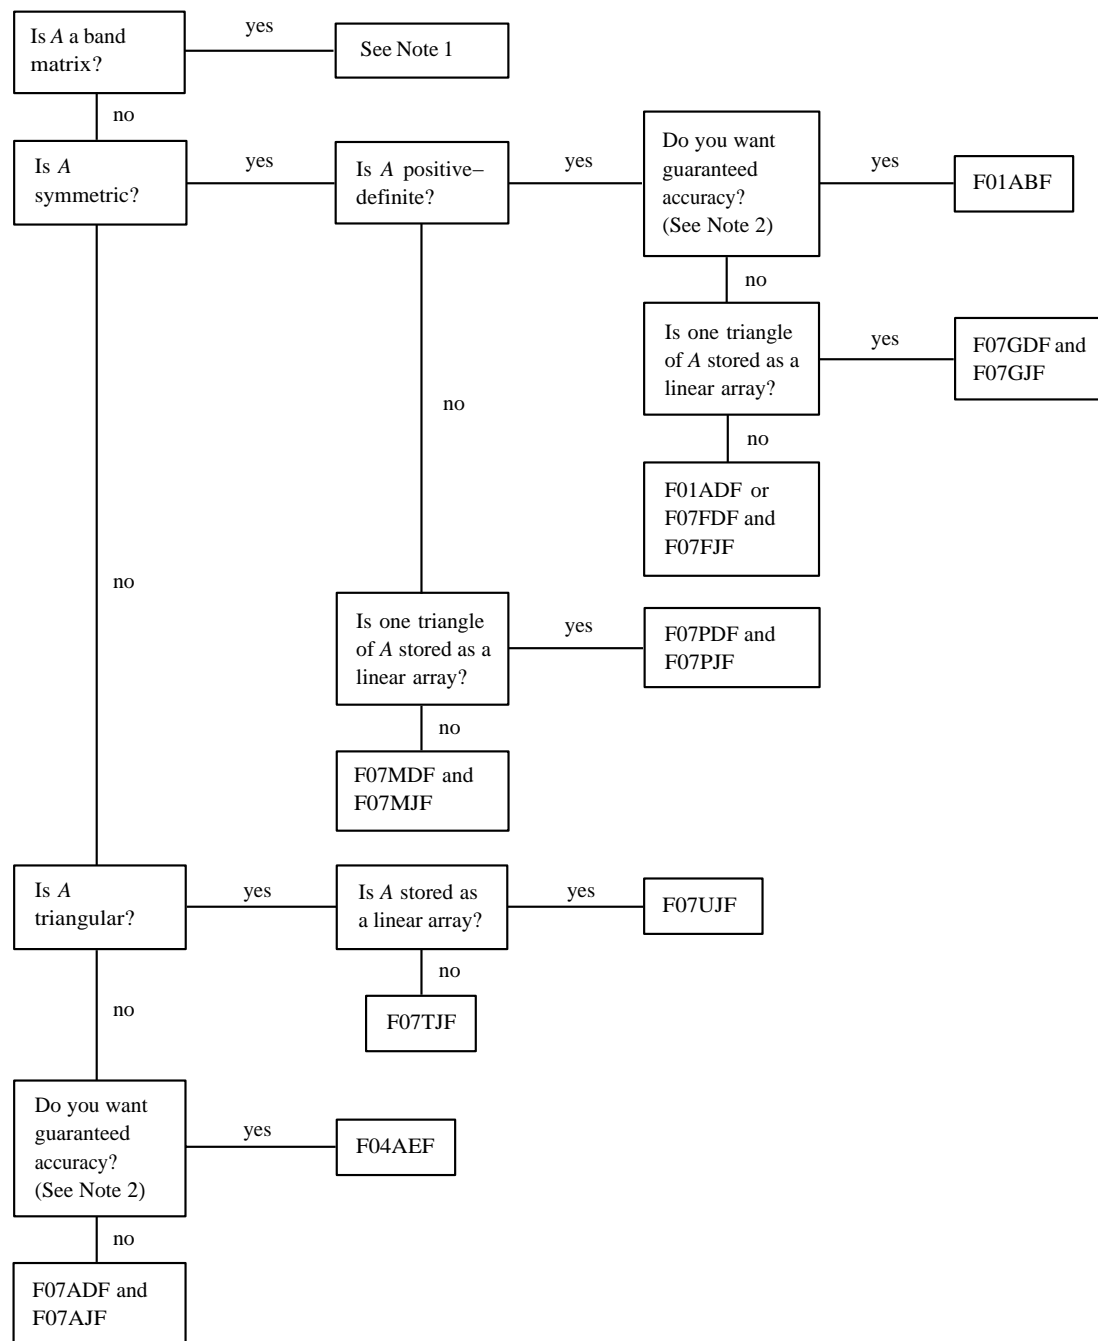 Is A a band
matrix?
yes
See Note 1
no
Is A
symmetric?
yes
Is A positive–
definite?
yes
Do you want
guaranteed
accuracy?
(See Note 2)
yes
F01ABF
no
Is one triangle
of A stored as a
linear array?
yes
F07GDF and
F07GJF
no
no
F01ADF or
F07FDF and
F07FJF
no
Is one triangle
of A stored as a
linear array?
yes
F07PDF and
F07PJF
no
F07MDF and
F07MJF
Is A
triangular?
yes
Is A stored as
a linear array?
yes
F07UJF
no
F07TJF
no
Do you want
guaranteed
accuracy?
(See Note 2)
yes
F04AEF
no
F07ADF and
F07AJF